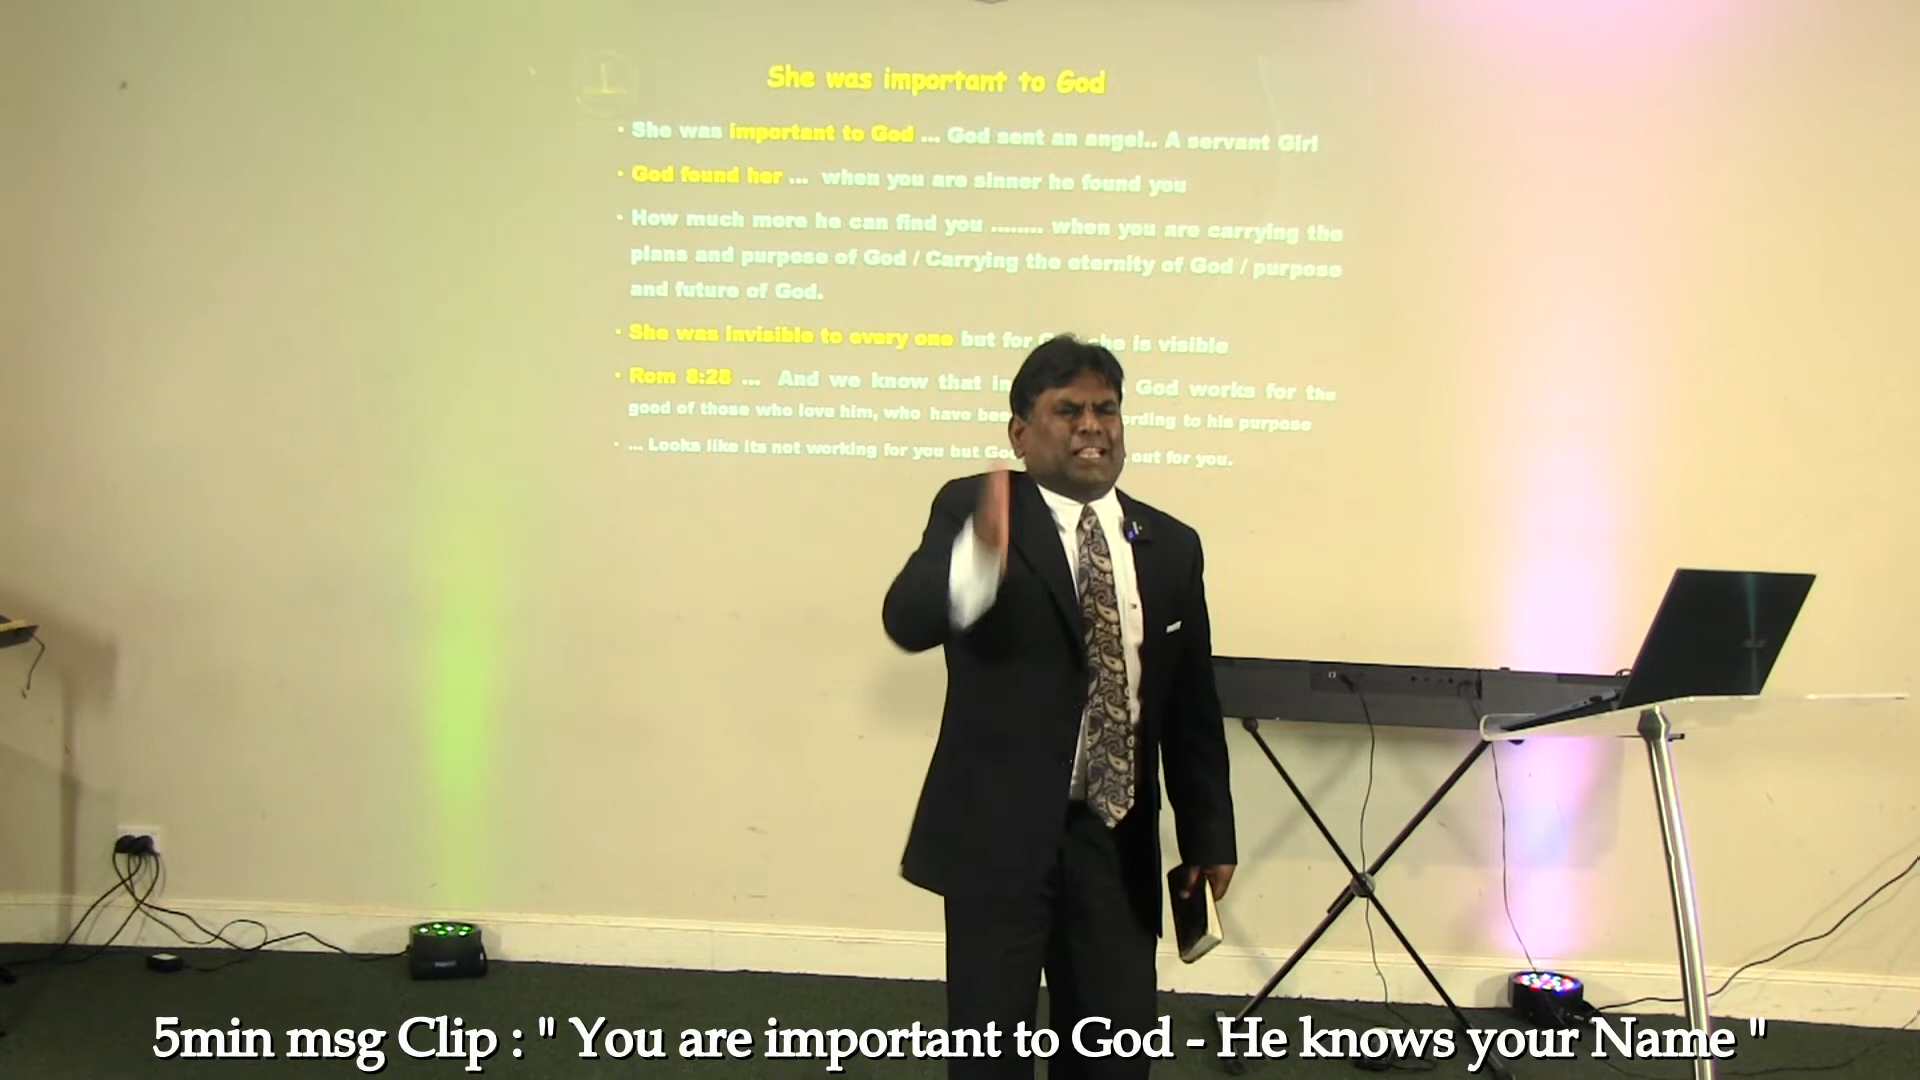 She was important to God
• She was important to God ... God sent an angel.. A servant Girl
• God found her ... when you are sinner he found you
• How much more he can find you ........ when you are carrying the
plans and purpose of God / Carrying the eternity of God / purpose
and future of God.
• She was invisible to every one but for she is visible
• Rom 8:28 ... And we know that in God works for the
good of those who love him, who have to his purpose
• ... Looks like its not working for you but out for you.
5min msg Clip : " You are important to God - He knows your Name "